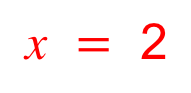 x = 2